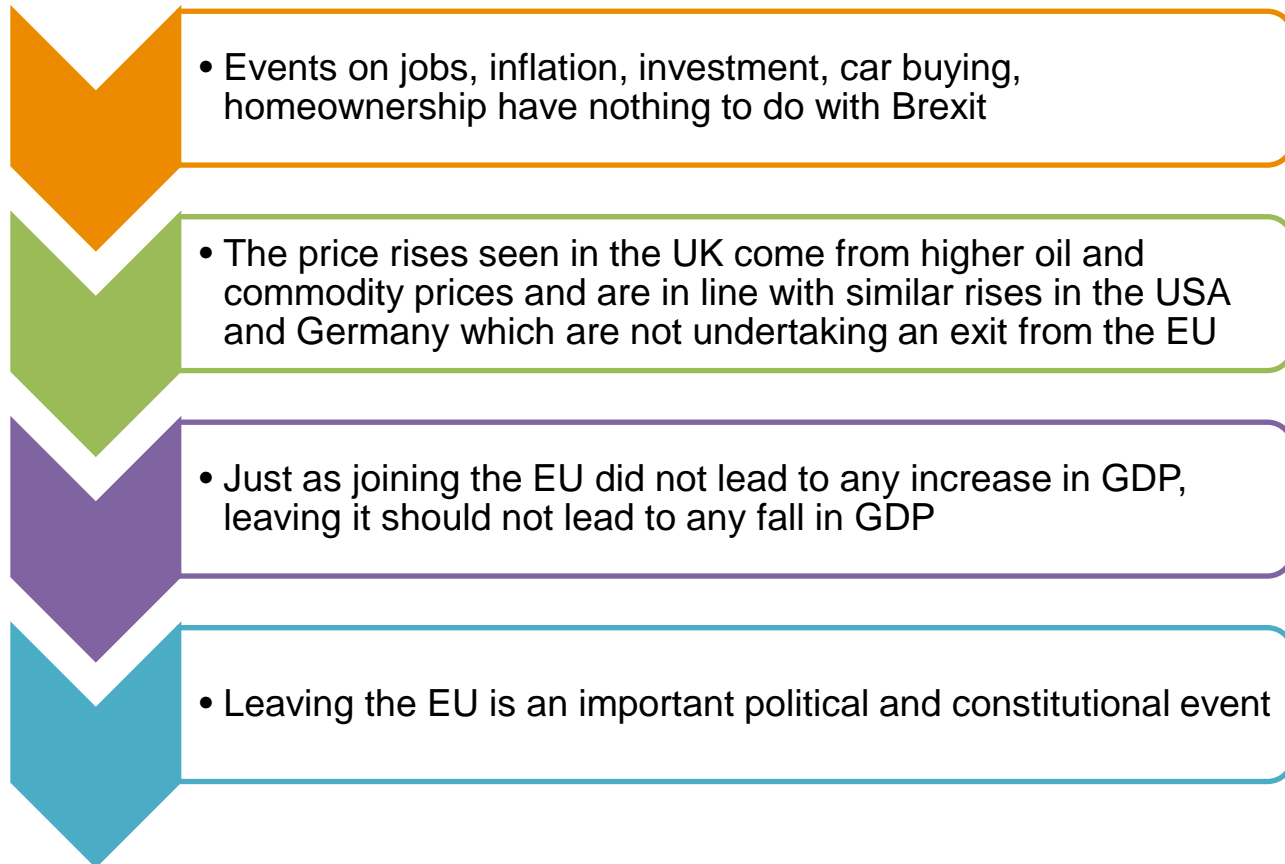 • Events on jobs, inflation, investment, car buying,
homeownership have nothing to do with Brexit
• The price rises seen in the UK come from higher oil and
commodity prices and are in line with similar rises in the USA
and Germany which are not undertaking an exit from the EU
• Just as joining the EU did not lead to any increase in GDP,
leaving it should not lead to any fall in GDP
• Leaving the EU is an important political and constitutional event